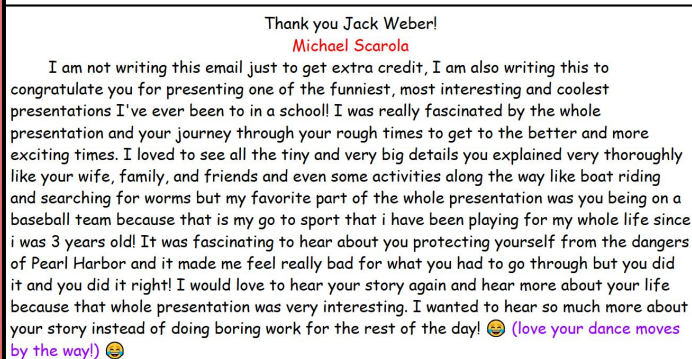 Thank you Jack Weber!
Michael Scarola
I am not writing this email just to get extra credit, I am also writing this to
congratulate you for presenting one of the funniest, most interesting and coolest
presentations I've ever been to in a school! I was really fascinated by the whole
presentation and your journey through your rough times to get to the better and more
exciting times. I loved to see all the tiny and very big details you explained very thoroughly
like your wife, family, and friends and even some activities along the way like boat riding
and searching for worms but my favorite part of the whole presentation was you being on a
baseball team because that is my go to sport that i have been playing for my whole life since
i was 3 years old! It was fascinating to hear about you protecting yourself from the dangers
of Pearl Harbor and it made me feel really bad for what you had to go through but you did
it and you did it right! I would love to hear your story again and hear more about your life
because that whole presentation was very interesting. I wanted to hear so much more about
your story instead of doing boring work for the rest of the day! 😂 (love your dance moves
by the way!) 😂